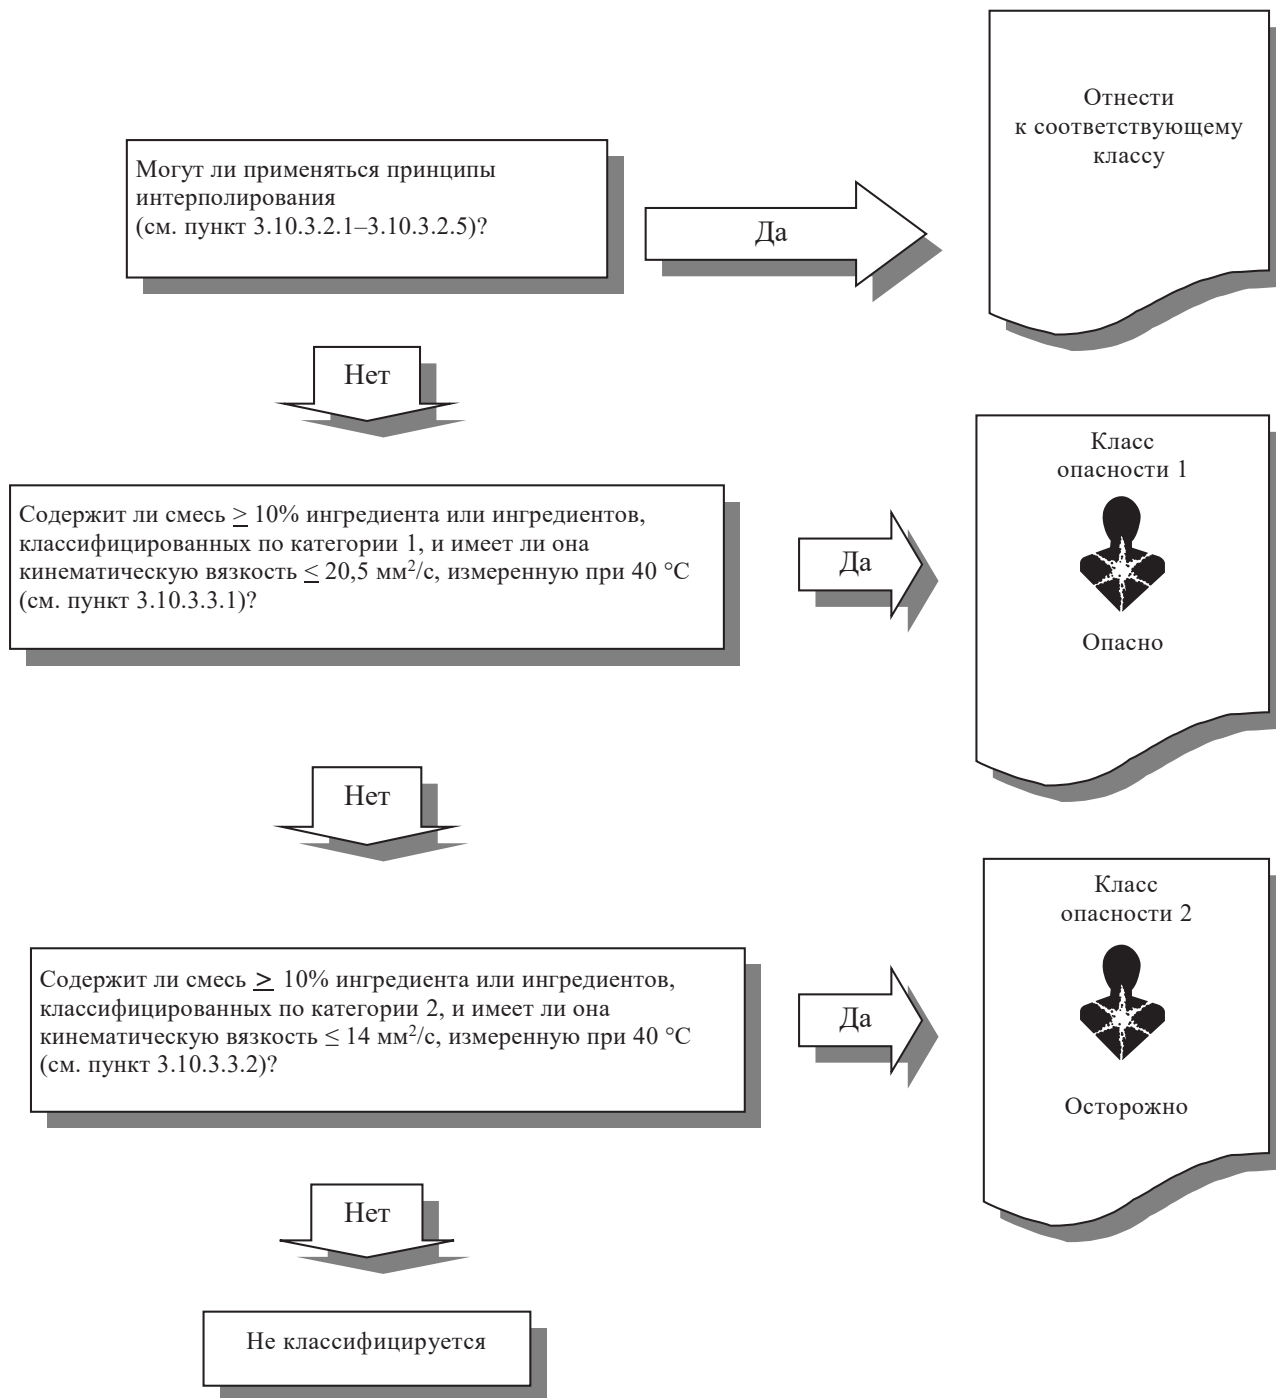 Могут ли применяться принципы
интерполирования
(см. пункт 3.10.3.2.1–3.10.3.2.5)?
Да
Отнести
к соответствующему
классу
Нет
Содержит ли смесь ≥ 10% ингредиента или ингредиентов,
классифицированных по категории 1, и имеет ли она
кинематическую вязкость ≤ 20,5 мм²/с, измеренную при 40 °C
(см. пункт 3.10.3.3.1)?
Да
Класс
опасности 1
Опасно
Нет
Содержит ли смесь ≥ 10% ингредиента или ингредиентов,
классифицированных по категории 2, и имеет ли она
кинематическую вязкость ≤ 14 мм²/с, измеренную при 40 °C
(см. пункт 3.10.3.3.2)?
Да
Класс
опасности 2
Осторожно
Нет
Не классифицируется